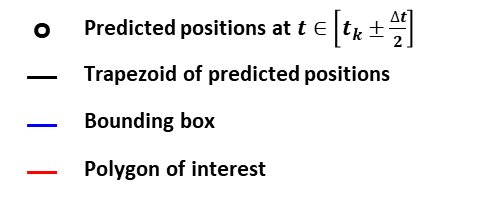 Predicted positions at t ∈ [t_k ± Δt/2]
Trapezoid of predicted positions
Bounding box
Polygon of interest